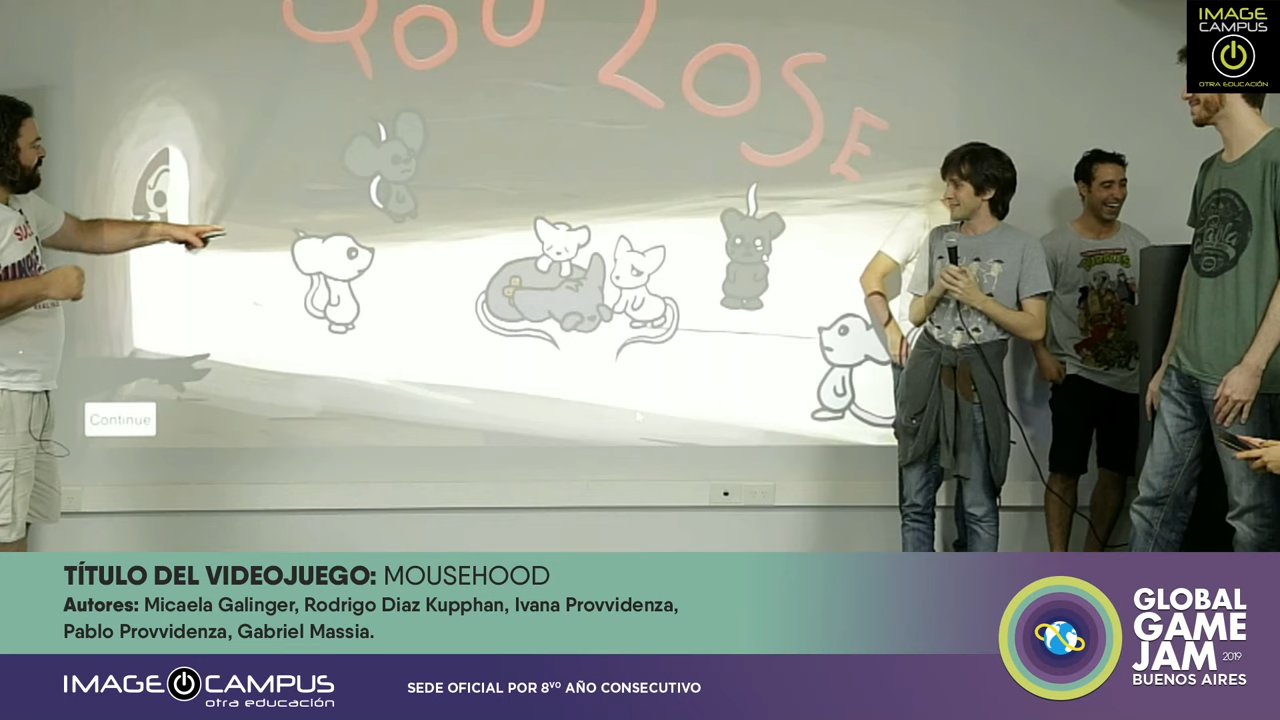 YOU LOSE
IMAGE
CAMPUS
OTRA EDUCACIÓN
Continue
TÍTULO DEL VIDEOJUEGO: MOUSEHOOD
Autores: Micaela Galinger, Rodrigo Diaz Kupphan, Ivana Provvidenza,
Pablo Provvidenza, Gabriel Massia.
IMAGE CAMPUS
otra educación
SEDE OFICIAL POR 8VO AÑO CONSECUTIVO
GLOBAL
GAME
JAM 2019
BUENOS AIRES